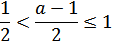 1/2 < (a − 1)/2 ≤ 1